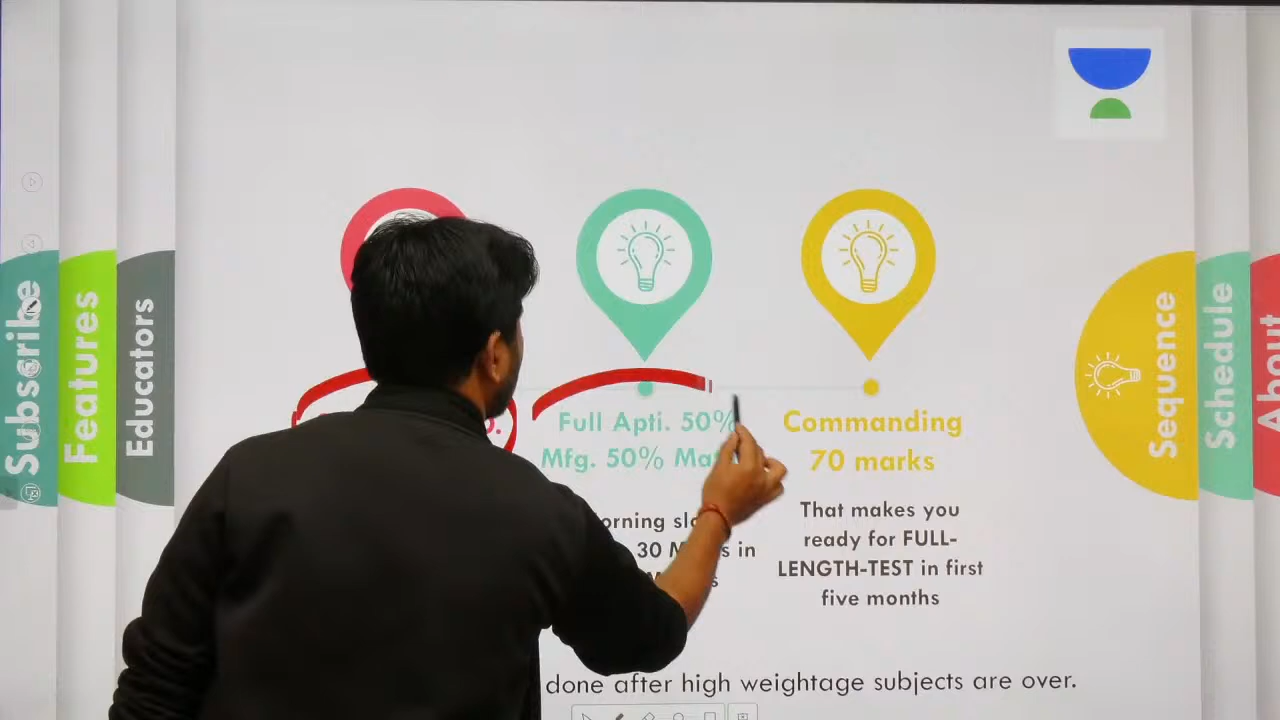 Subscribe
Features
Educators
Full Apti. 50%
Mfg. 50%
in
Commanding
70 marks
That makes you
ready for FULL-
LENGTH-TEST in first
five months
done after high weightage subjects are over.
Sequence
Schedule
About